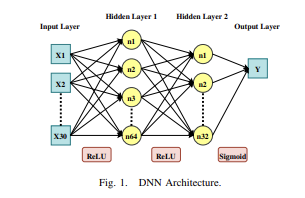 Hidden Layer 1 Hidden Layer 2
Input Layer Output Layer
X1 n1 n1
X2 n2 n2 Y
n3
X30 n64 n32
ReLU ReLU Sigmoid
Fig. 1. DNN Architecture.